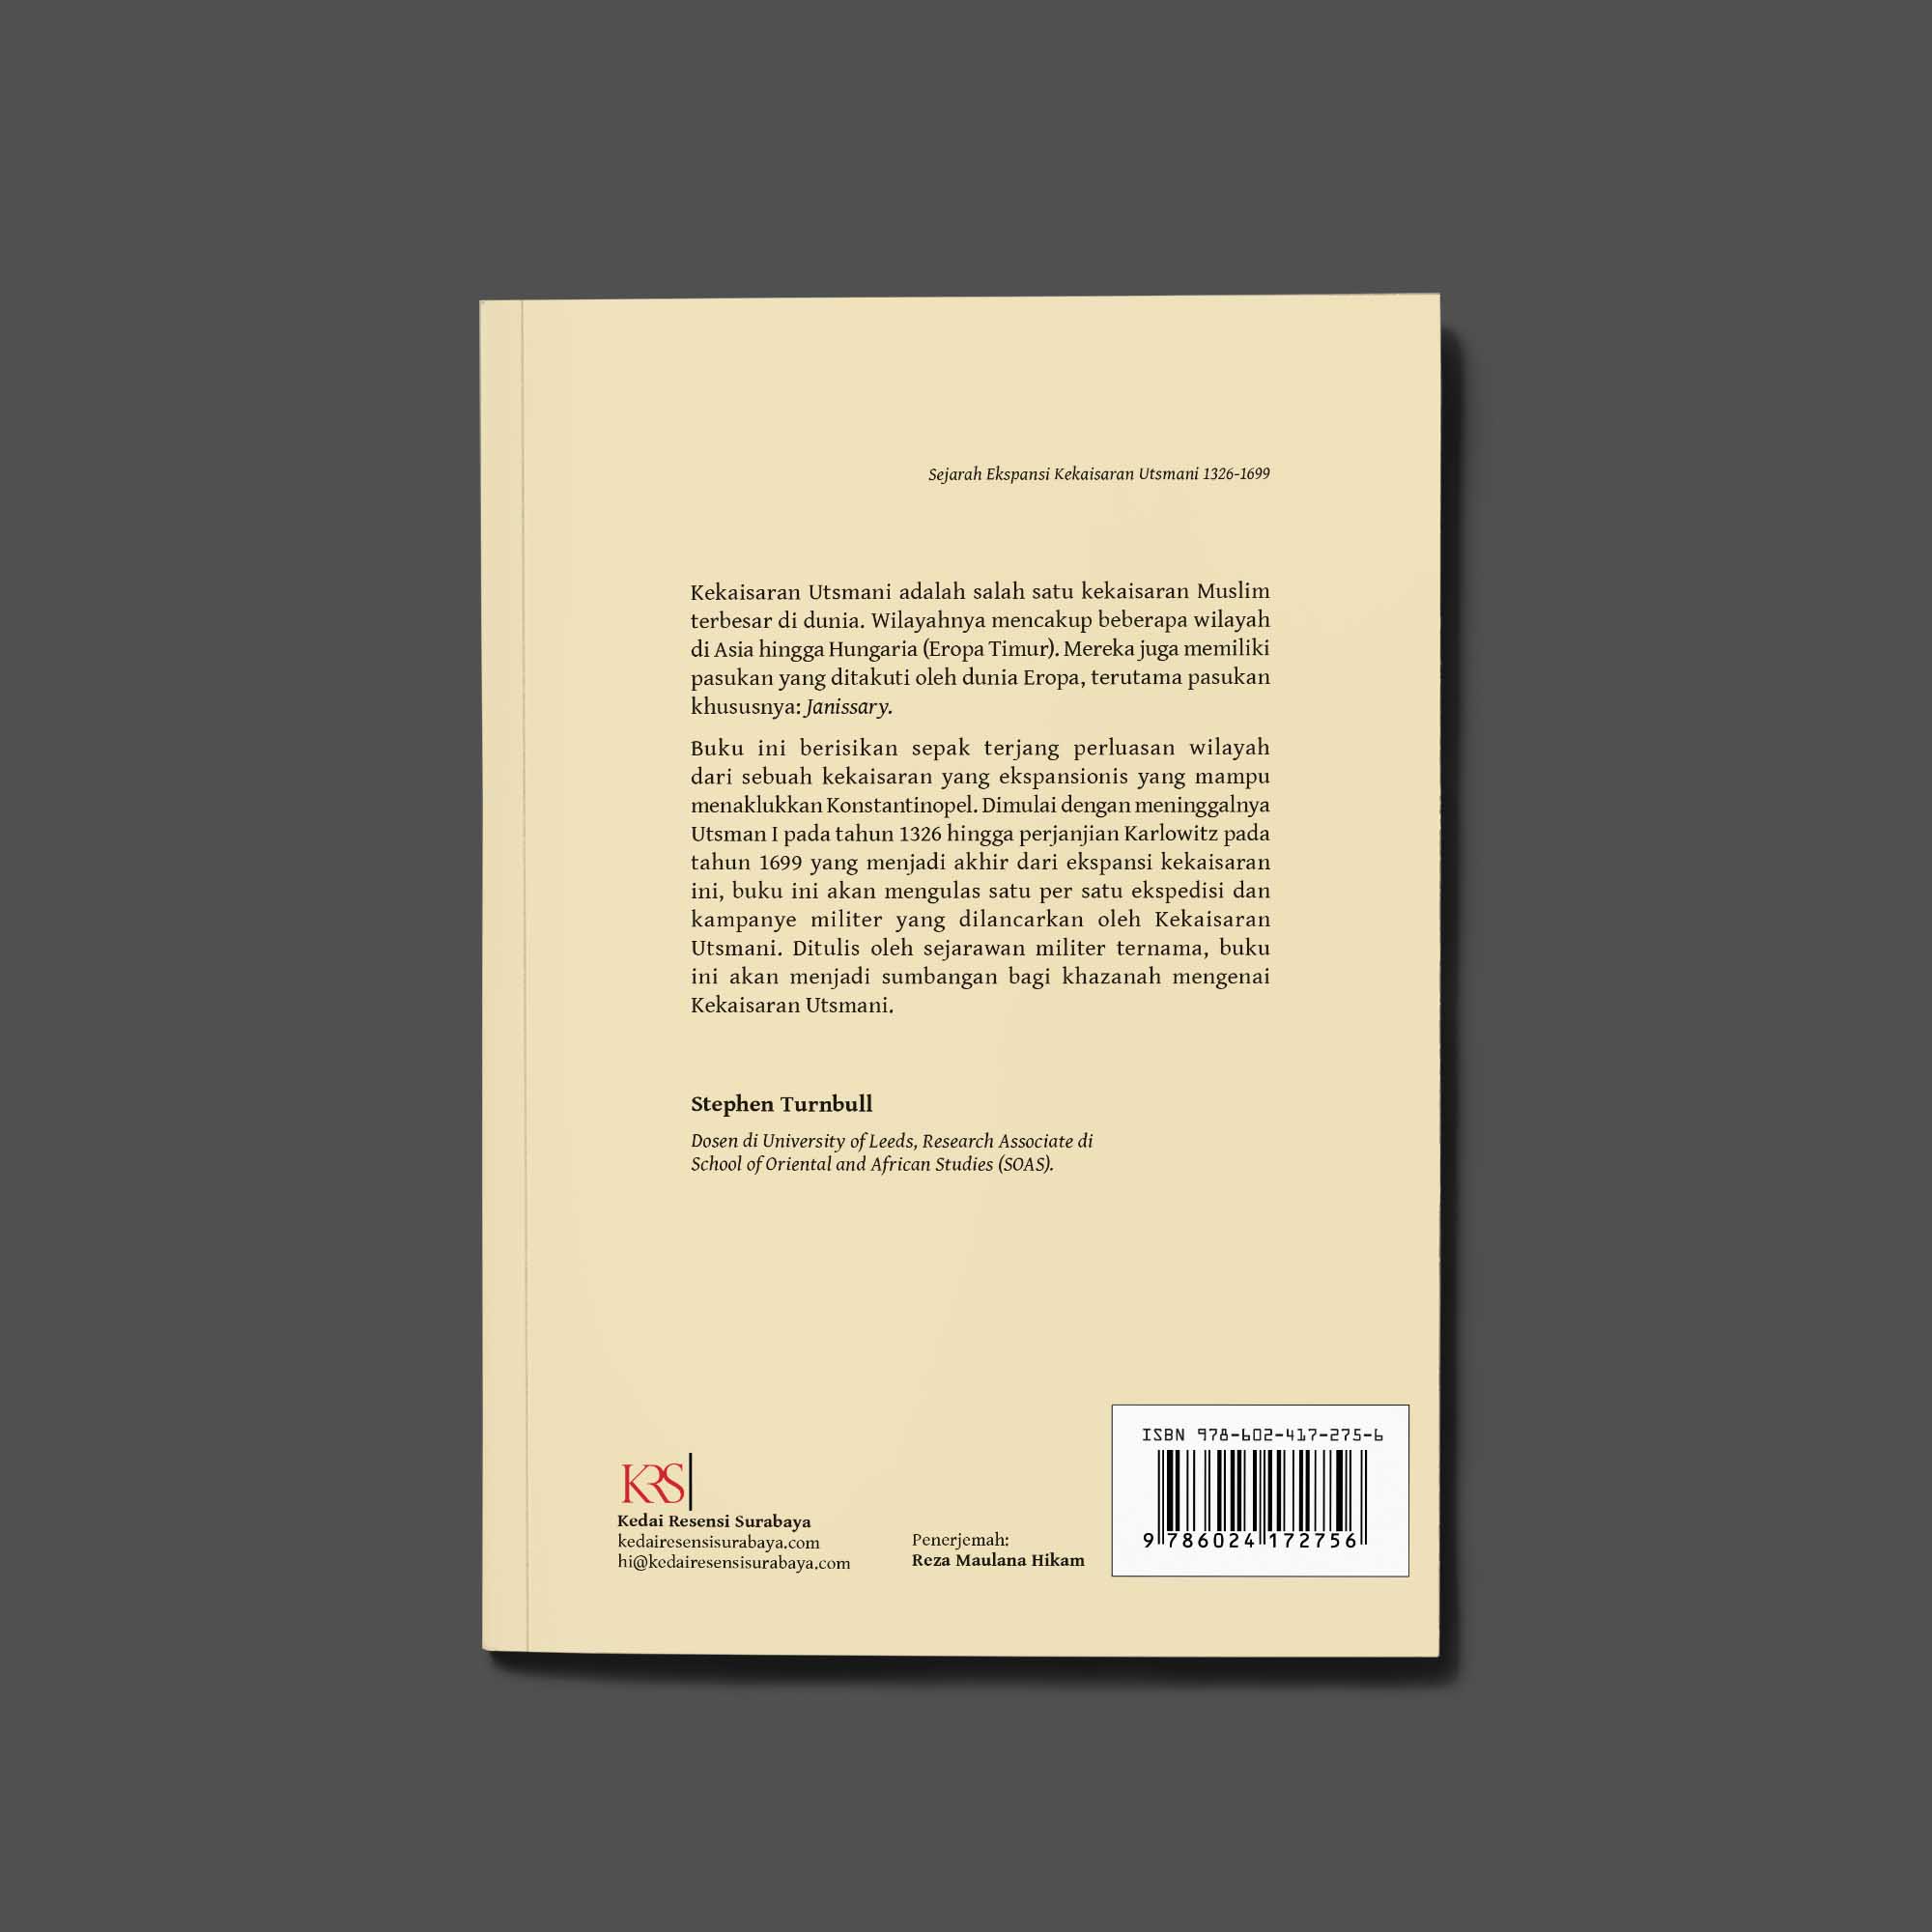 Sejarah Ekspansi Kekaisaran Utsmani 1326-1699
Kekaisaran Utsmani adalah salah satu kekaisaran Muslim
terbesar di dunia. Wilayahnya mencakup beberapa wilayah
di Asia hingga Hungaria (Eropa Timur). Mereka juga memiliki
pasukan yang ditakuti oleh dunia Eropa, terutama pasukan
khususnya: Janissary.
Buku ini berisikan sepak terjang perluasan wilayah
dari sebuah kekaisaran yang ekspansionis yang mampu
menaklukkan Konstantinopel. Dimulai dengan meninggalnya
Utsman I pada tahun 1326 hingga perjanjian Karlowitz pada
tahun 1699 yang menjadi akhir dari ekspansi kekaisaran
ini, buku ini akan mengulas satu per satu ekspedisi dan
kampanye militer yang dilancarkan oleh Kekaisaran
Utsmani. Ditulis oleh sejarawan militer ternama, buku
ini akan menjadi sumbangan bagi khazanah mengenai
Kekaisaran Utsmani.
Stephen Turnbull
Dosen di University of Leeds, Research Associate di
School of Oriental and African Studies (SOAS).
KRS
Kedai Resensi Surabaya
kedairesensisurabaya.com
hi@kedairesensisurabaya.com
Penerjemah:
Reza Maulana Hikam
ISBN 978-602-417-275-6
9 786024 172756